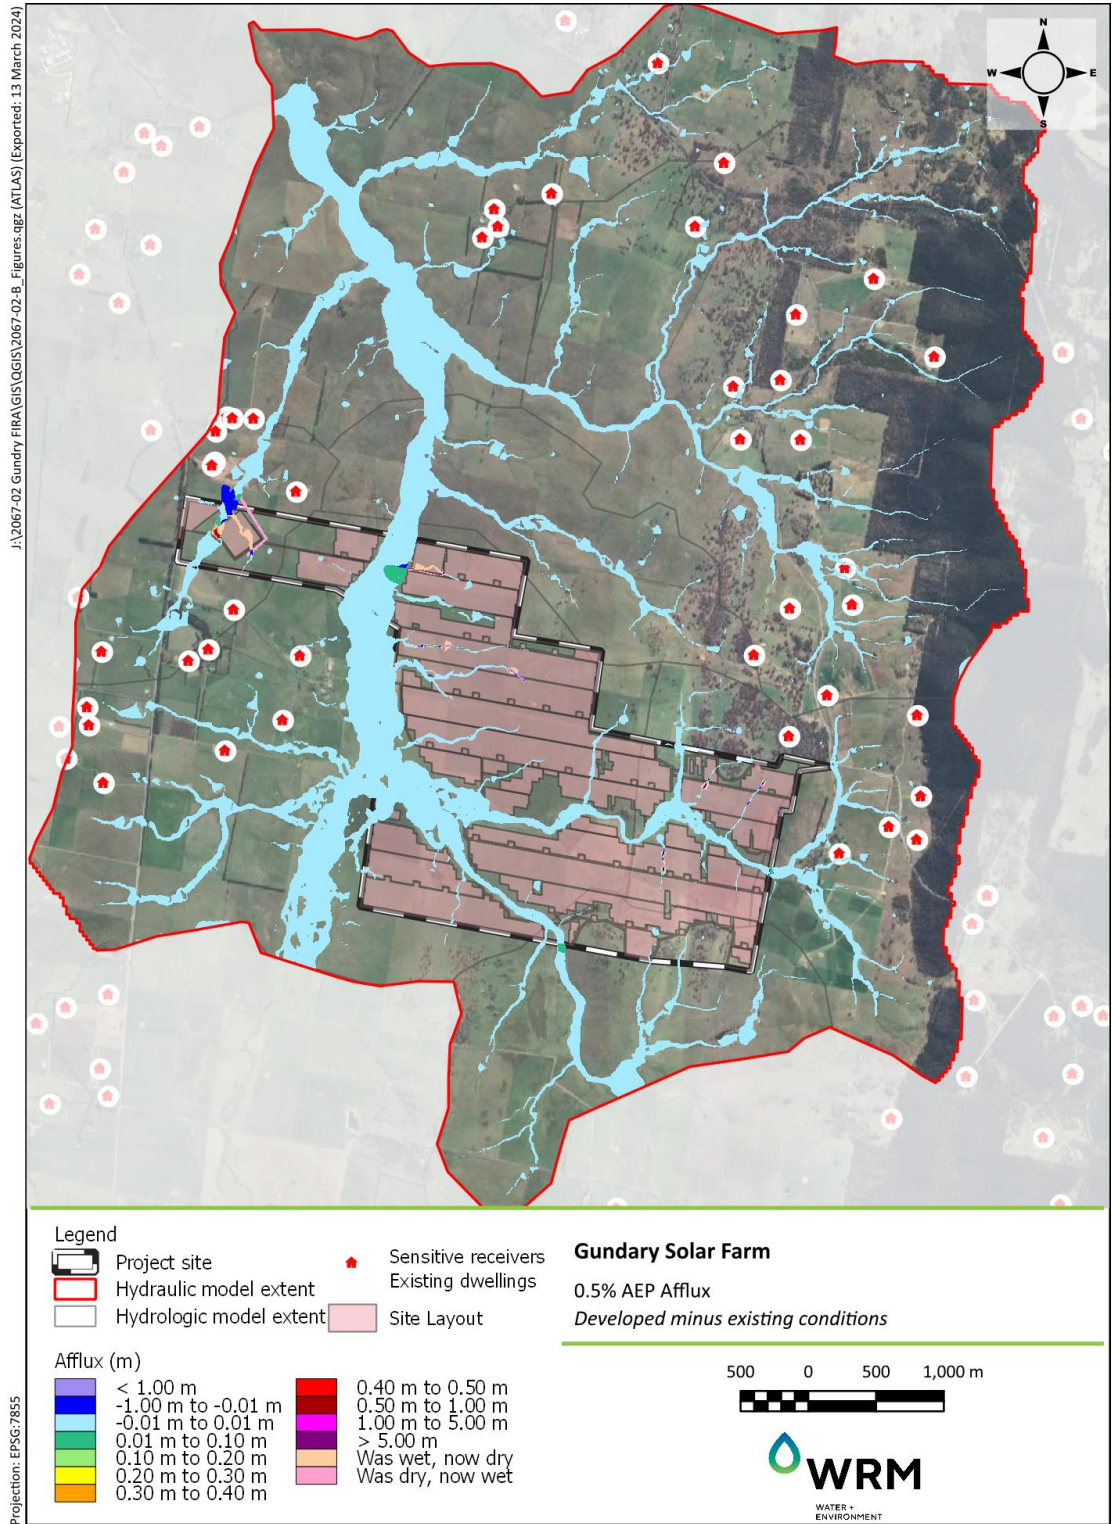 J:\2067-02 Gundry FIRA\GIS\QGIS\2067-02-B_Figures.qgz (ATLAS) (Exported: 13 March 2024)
N
W
E
S
Legend
Project site
Hydraulic model extent
Hydrologic model extent
Sensitive receivers
Existing dwellings
Site Layout
Afflux (m)
< 1.00 m
-1.00 m to -0.01 m
-0.01 m to 0.01 m
0.01 m to 0.10 m
0.10 m to 0.20 m
0.20 m to 0.30 m
0.30 m to 0.40 m
0.40 m to 0.50 m
0.50 m to 1.00 m
1.00 m to 5.00 m
> 5.00 m
Was wet, now dry
Was dry, now wet
Gundary Solar Farm
0.5% AEP Afflux
Developed minus existing conditions
500 0 500 1,000 m
WRM
WATER +
ENVIRONMENT
Projection: EPSG:7855